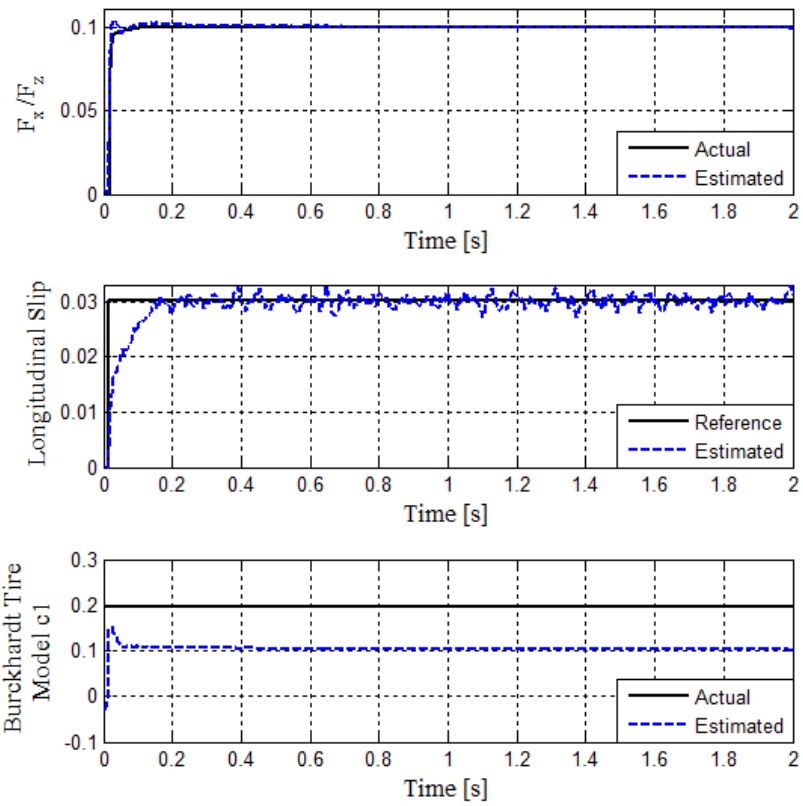 0.1
0.05
0
F_x /F_z
Actual
Estimated
0 0.2 0.4 0.6 0.8 1 1.2 1.4 1.6 1.8 2
Time [s]
0.03
0.02
0.01
0
Longitudinal Slip
Reference
Estimated
0 0.2 0.4 0.6 0.8 1 1.2 1.4 1.6 1.8 2
Time [s]
0.3
0.2
0.1
0
-0.1
Burckhardt Tire
Model c1
Actual
Estimated
0 0.2 0.4 0.6 0.8 1 1.2 1.4 1.6 1.8 2
Time [s]